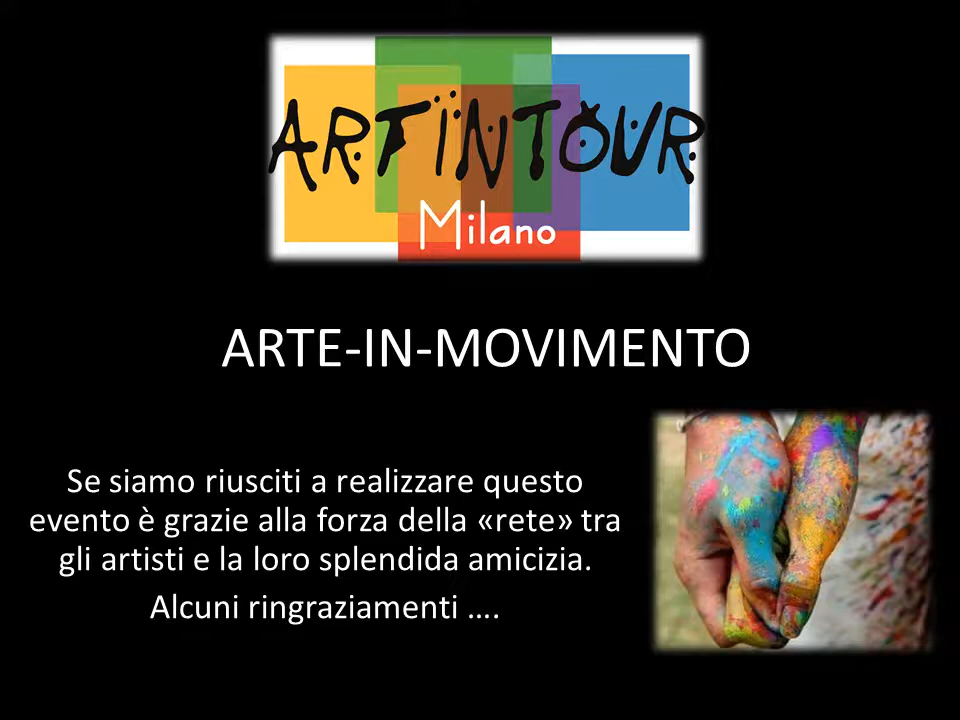 ARTÏNTOUR
Milano
ARTE-IN-MOVIMENTO
Se siamo riusciti a realizzare questo
evento è grazie alla forza della «rete» tra
gli artisti e la loro splendida amicizia.
Alcuni ringraziamenti ….